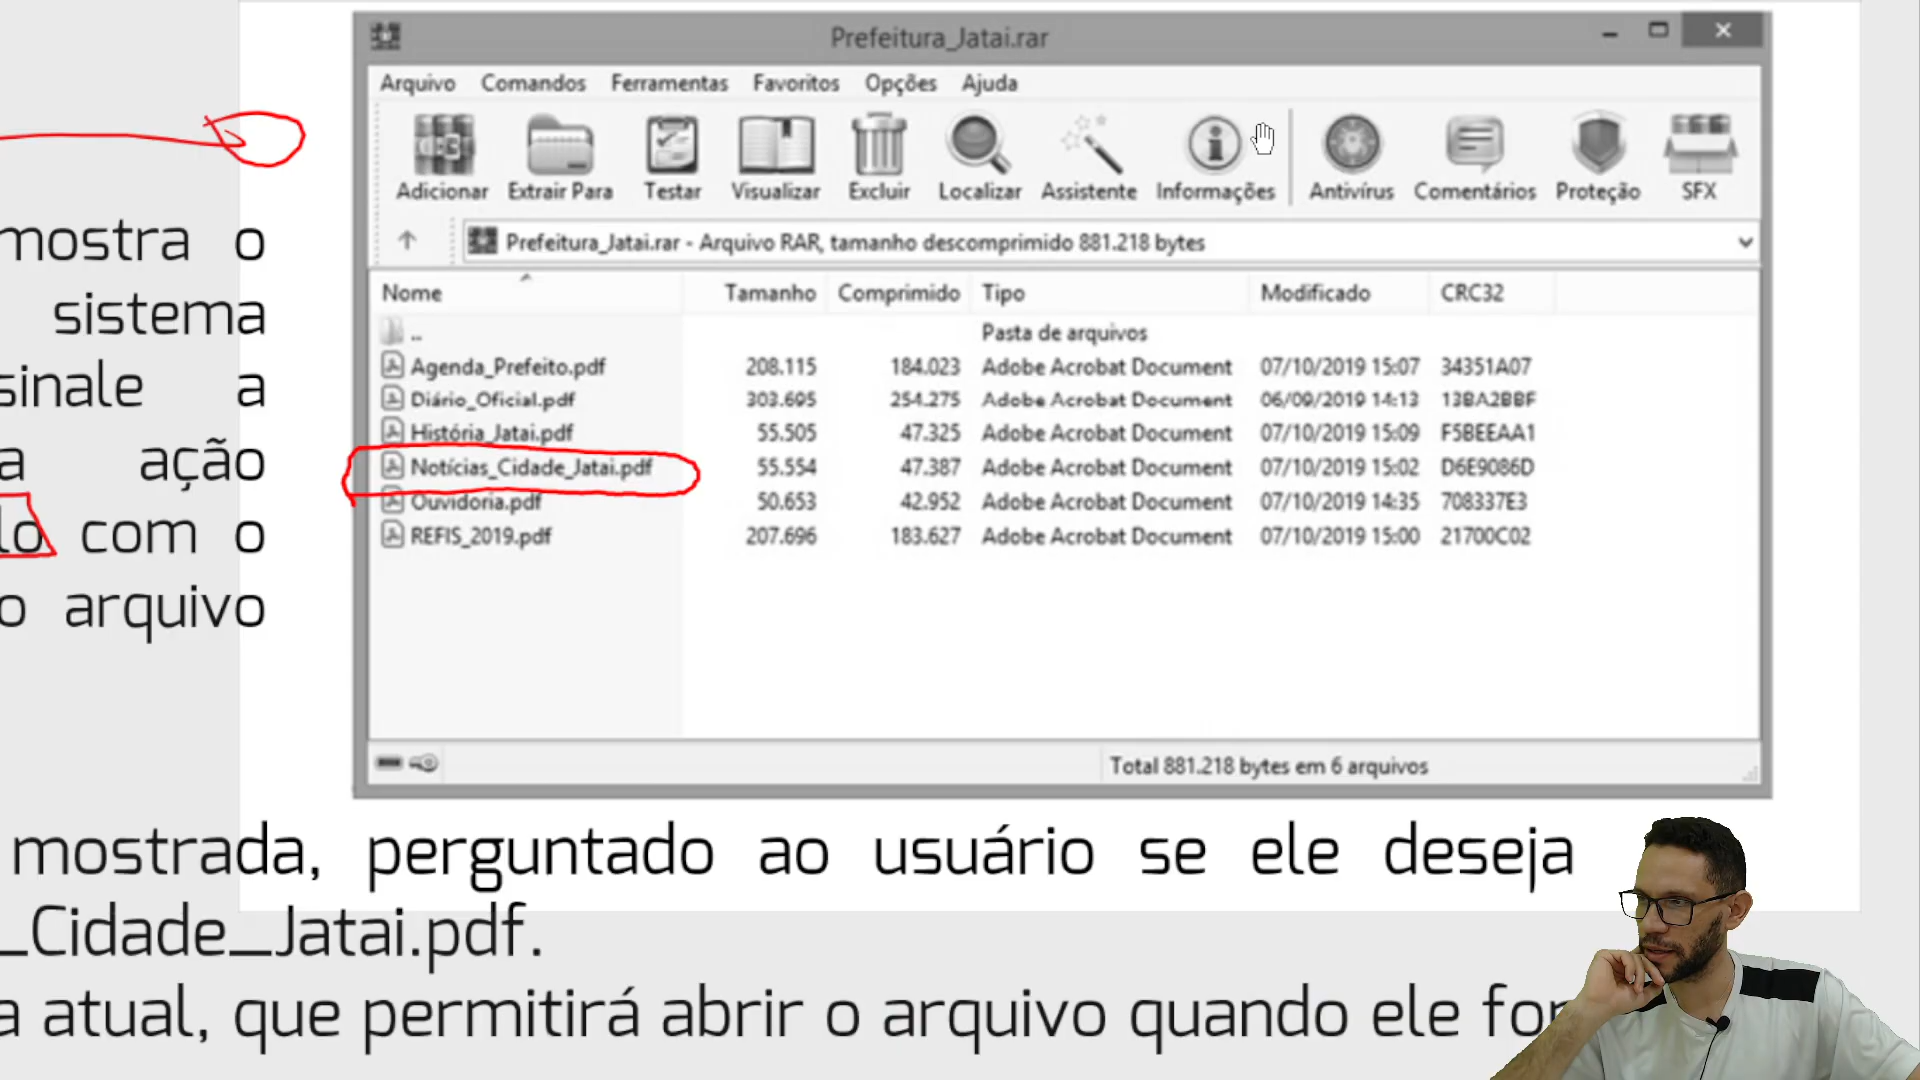 Prefeitura_Jatai.rar
Arquivo Comandos Ferramentas Favoritos Opções Ajuda
Adicionar Extrair Para Testar Visualizar Excluir Localizar Assistente Informações Antivírus Comentários Proteção SFX
Prefeitura_Jatai.rar - Arquivo RAR, tamanho descomprimido 881.218 bytes
Nome Tamanho Comprimido Tipo Modificado CRC32
.. Pasta de arquivos
Agenda_Prefeito.pdf 208.115 184.023 Adobe Acrobat Document 07/10/2019 15:07 34351A07
Diário_Oficial.pdf 303.695 254.275 Adobe Acrobat Document 06/09/2019 14:13 13BA2BBF
História_Jatai.pdf 55.505 47.325 Adobe Acrobat Document 07/10/2019 15:09 F5BEEAA1
Notícias_Cidade_Jatai.pdf 55.554 47.387 Adobe Acrobat Document 07/10/2019 15:02 D6E9086D
Ouvidoria.pdf 50.653 42.952 Adobe Acrobat Document 07/10/2019 14:35 708337E3
REFIS_2019.pdf 207.696 183.627 Adobe Acrobat Document 07/10/2019 15:00 21700C02
Total 881.218 bytes em 6 arquivos
mostra o
sistema
sinale a
a ação
lo com o
o arquivo
mostrada, perguntado ao usuário se ele deseja
_Cidade_Jatai.pdf.
a atual, que permitirá abrir o arquivo quando ele for